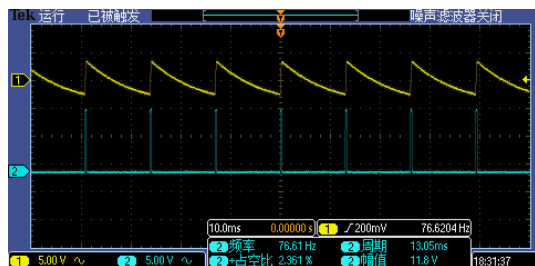 Tek 运行 已被触发 噪声滤波器关闭
1
2
10.0ms 0.00000 s 1 ƒ 200mV 76.6204 Hz
2 频率 76.61 Hz 2 周期 13.05ms
1 5.00 V ∿ 2 5.00 V ∿ 2 +占空比 2.361 % 2 幅值 11.8 V 18:31:37